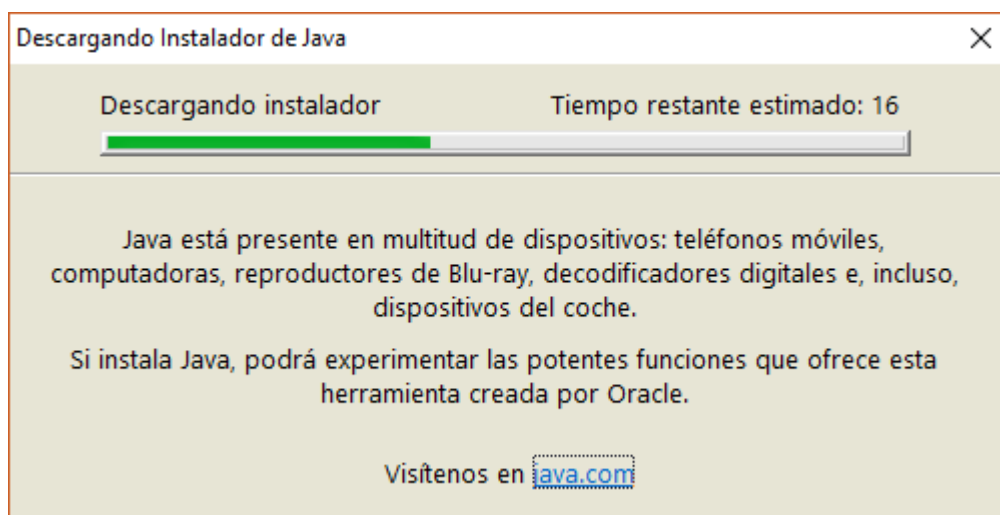 Descargando Instalador de Java
Descargando instalador Tiempo restante estimado: 16
Java está presente en multitud de dispositivos: teléfonos móviles,
computadoras, reproductores de Blu-ray, decodificadores digitales e, incluso,
dispositivos del coche.
Si instala Java, podrá experimentar las potentes funciones que ofrece esta
herramienta creada por Oracle.
Visítenos en java.com